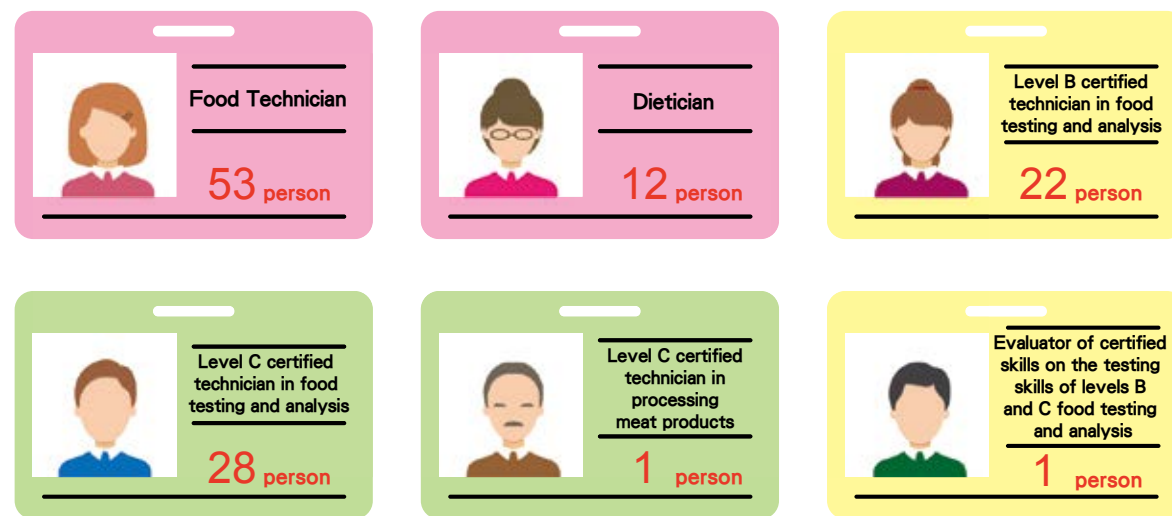 Food Technician
53 person
Dietician
12 person
Level B certified
technician in food
testing and analysis
22 person
Level C certified
technician in food
testing and analysis
28 person
Level C certified
technician in
processing
meat products
1 person
Evaluator of certified
skills on the testing
skills of levels B
and C food testing
and analysis
1 person